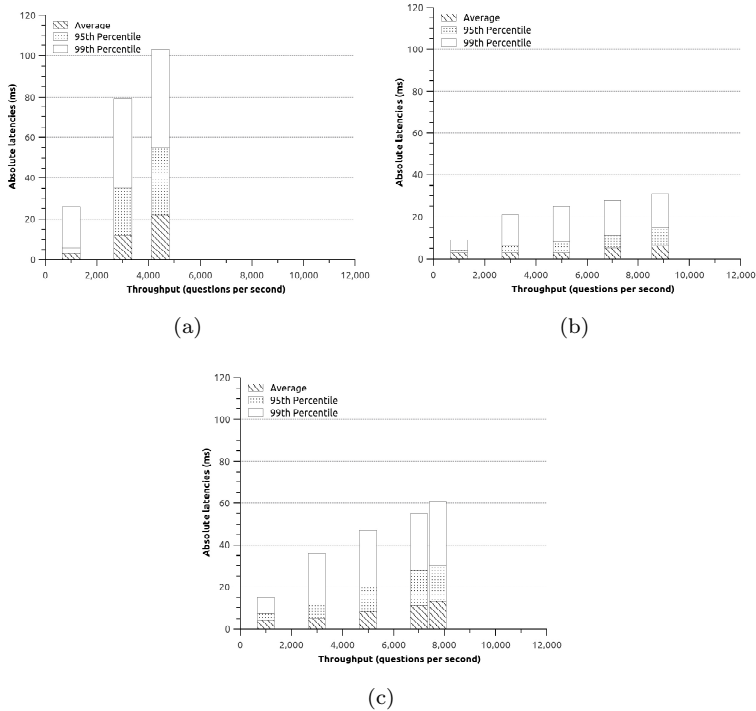 120
100
80
60
40
20
0
Absolute latencies (ms)
Average
95th Percentile
99th Percentile
0 2,000 4,000 6,000 8,000 10,000 12,000
Throughput (questions per second)
(a)
120
100
80
60
40
20
0
Absolute latencies (ms)
Average
95th Percentile
99th Percentile
0 2,000 4,000 6,000 8,000 10,000 12,000
Throughput (questions per second)
(b)
120
100
80
60
40
20
0
Absolute latencies (ms)
Average
95th Percentile
99th Percentile
0 2,000 4,000 6,000 8,000 10,000 12,000
Throughput (questions per second)
(c)